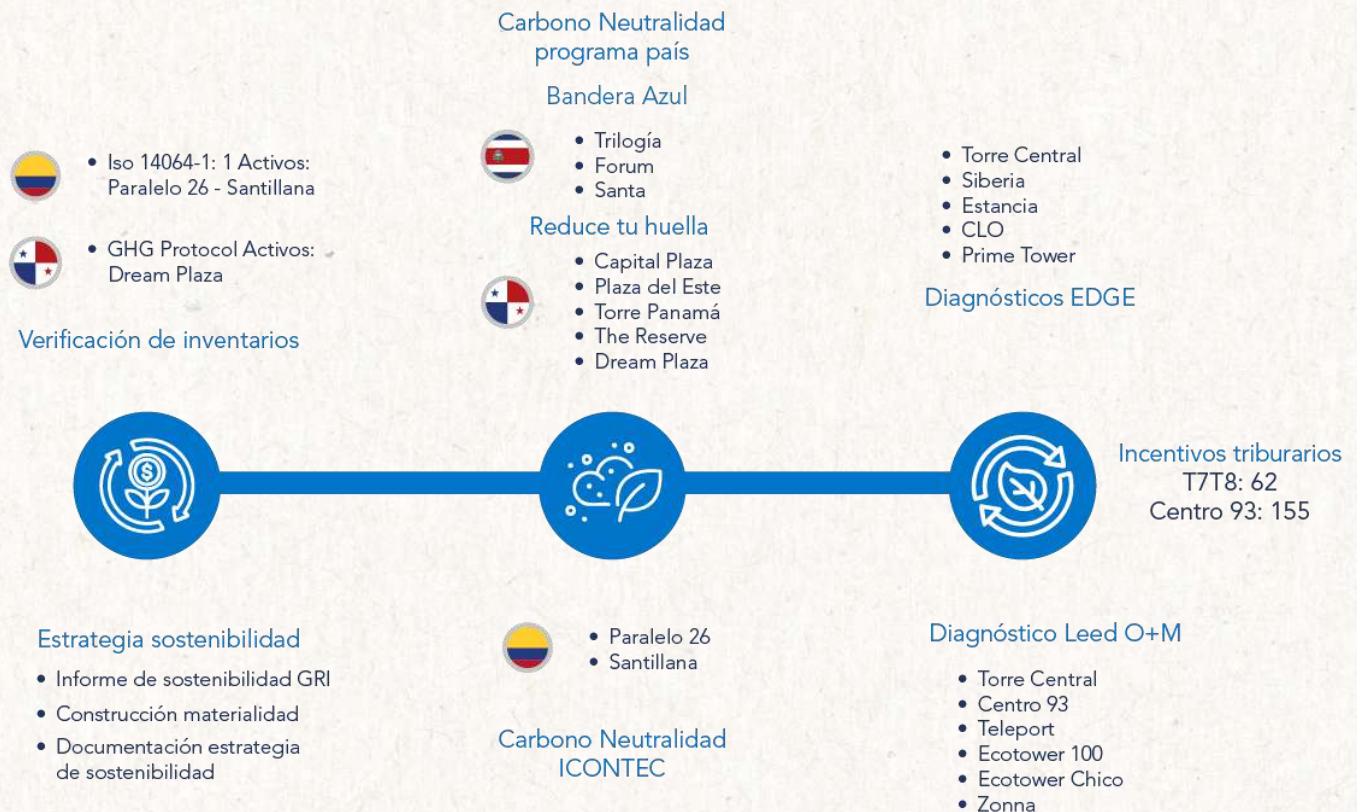 Carbono Neutralidad
programa país
Bandera Azul
• Iso 14064-1: 1 Activos:
Paralelo 26 - Santillana
• GHG Protocol Activos:
Dream Plaza
Verificación de inventarios
• Trilogía
• Forum
• Santa
Reduce tu huella
• Capital Plaza
• Plaza del Este
• Torre Panamá
• The Reserve
• Dream Plaza
• Torre Central
• Siberia
• Estancia
• CLO
• Prime Tower
Diagnósticos EDGE
$
Incentivos triburarios
T7T8: 62
Centro 93: 155
Estrategia sostenibilidad
• Informe de sostenibilidad GRI
• Construcción materialidad
• Documentación estrategia
de sostenibilidad
• Paralelo 26
• Santillana
Carbono Neutralidad
ICONTEC
Diagnóstico Leed O+M
• Torre Central
• Centro 93
• Teleport
• Ecotower 100
• Ecotower Chico
• Zonna